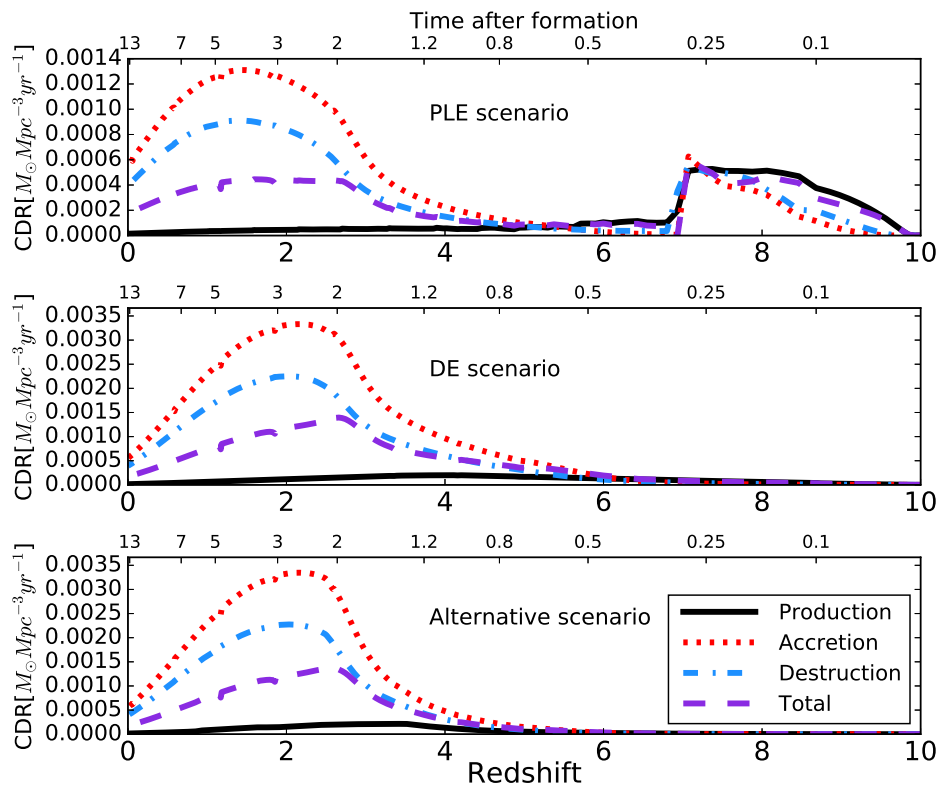 Time after formation
13 7 5 3 2 1.2 0.8 0.5 0.25 0.1
CDR[M⊙Mpc⁻³yr⁻¹]
0.0014
0.0012
0.0010
0.0008
0.0006
0.0004
0.0002
0.0000
PLE scenario
0 2 4 6 8 10
13 7 5 3 2 1.2 0.8 0.5 0.25 0.1
CDR[M⊙Mpc⁻³yr⁻¹]
0.0035
0.0030
0.0025
0.0020
0.0015
0.0010
0.0005
0.0000
DE scenario
0 2 4 6 8 10
13 7 5 3 2 1.2 0.8 0.5 0.25 0.1
CDR[M⊙Mpc⁻³yr⁻¹]
0.0035
0.0030
0.0025
0.0020
0.0015
0.0010
0.0005
0.0000
Alternative scenario
Production
Accretion
Destruction
Total
0 2 4 6 8 10
Redshift